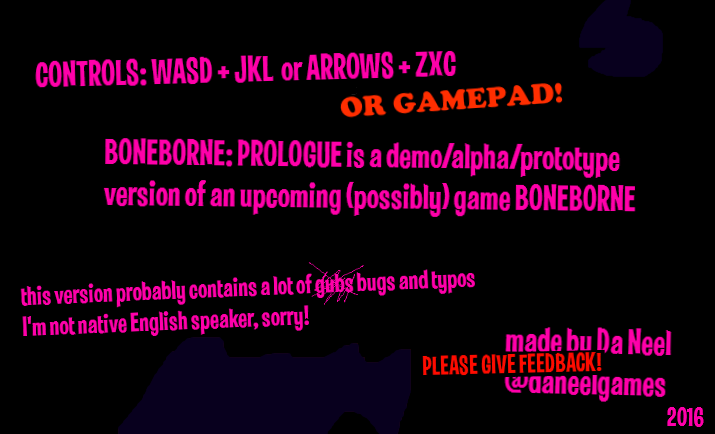 CONTROLS: WASD + JKL or ARROWS + ZXC
OR GAMEPAD!
BONEBORNE: PROLOGUE is a demo/alpha/prototype
version of an upcoming (possibly) game BONEBORNE
this version probably contains a lot of gubs bugs and typos
I'm not native English speaker, sorry!
made by Da Neel
PLEASE GIVE FEEDBACK!
@daneelgames
2016